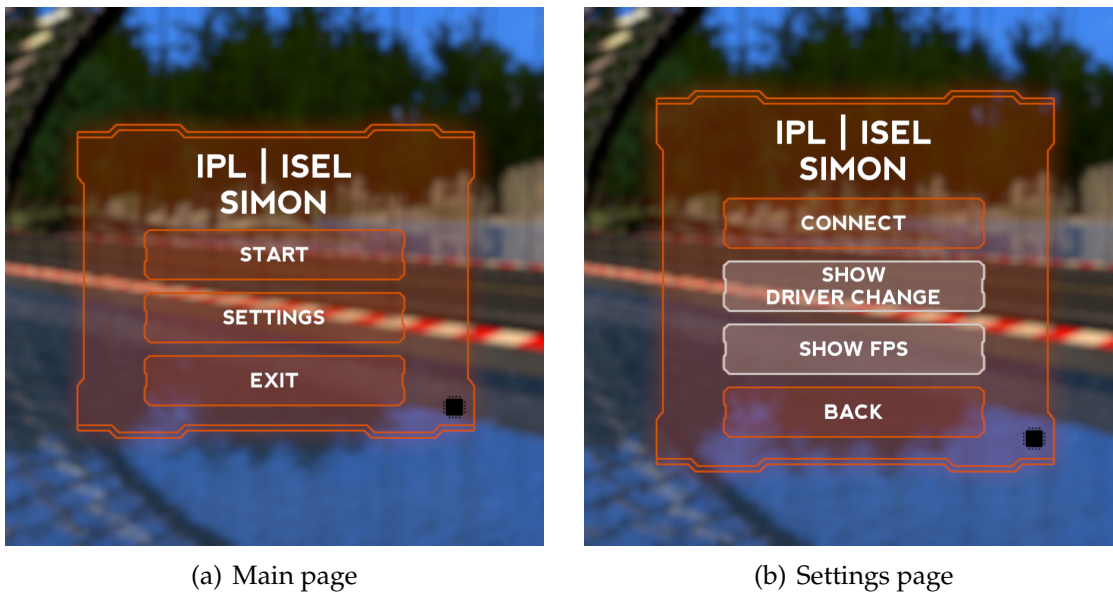 IPL | ISEL
SIMON
START
SETTINGS
EXIT
(a) Main page
IPL | ISEL
SIMON
CONNECT
SHOW
DRIVER CHANGE
SHOW FPS
BACK
(b) Settings page